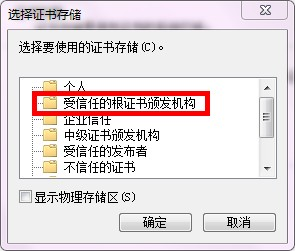 选择证书存储
选择要使用的证书存储(C)。
个人
受信任的根证书颁发机构
企业信任
中级证书颁发机构
受信任的发布者
不信任的证书
显示物理存储区(S)
确定
取消